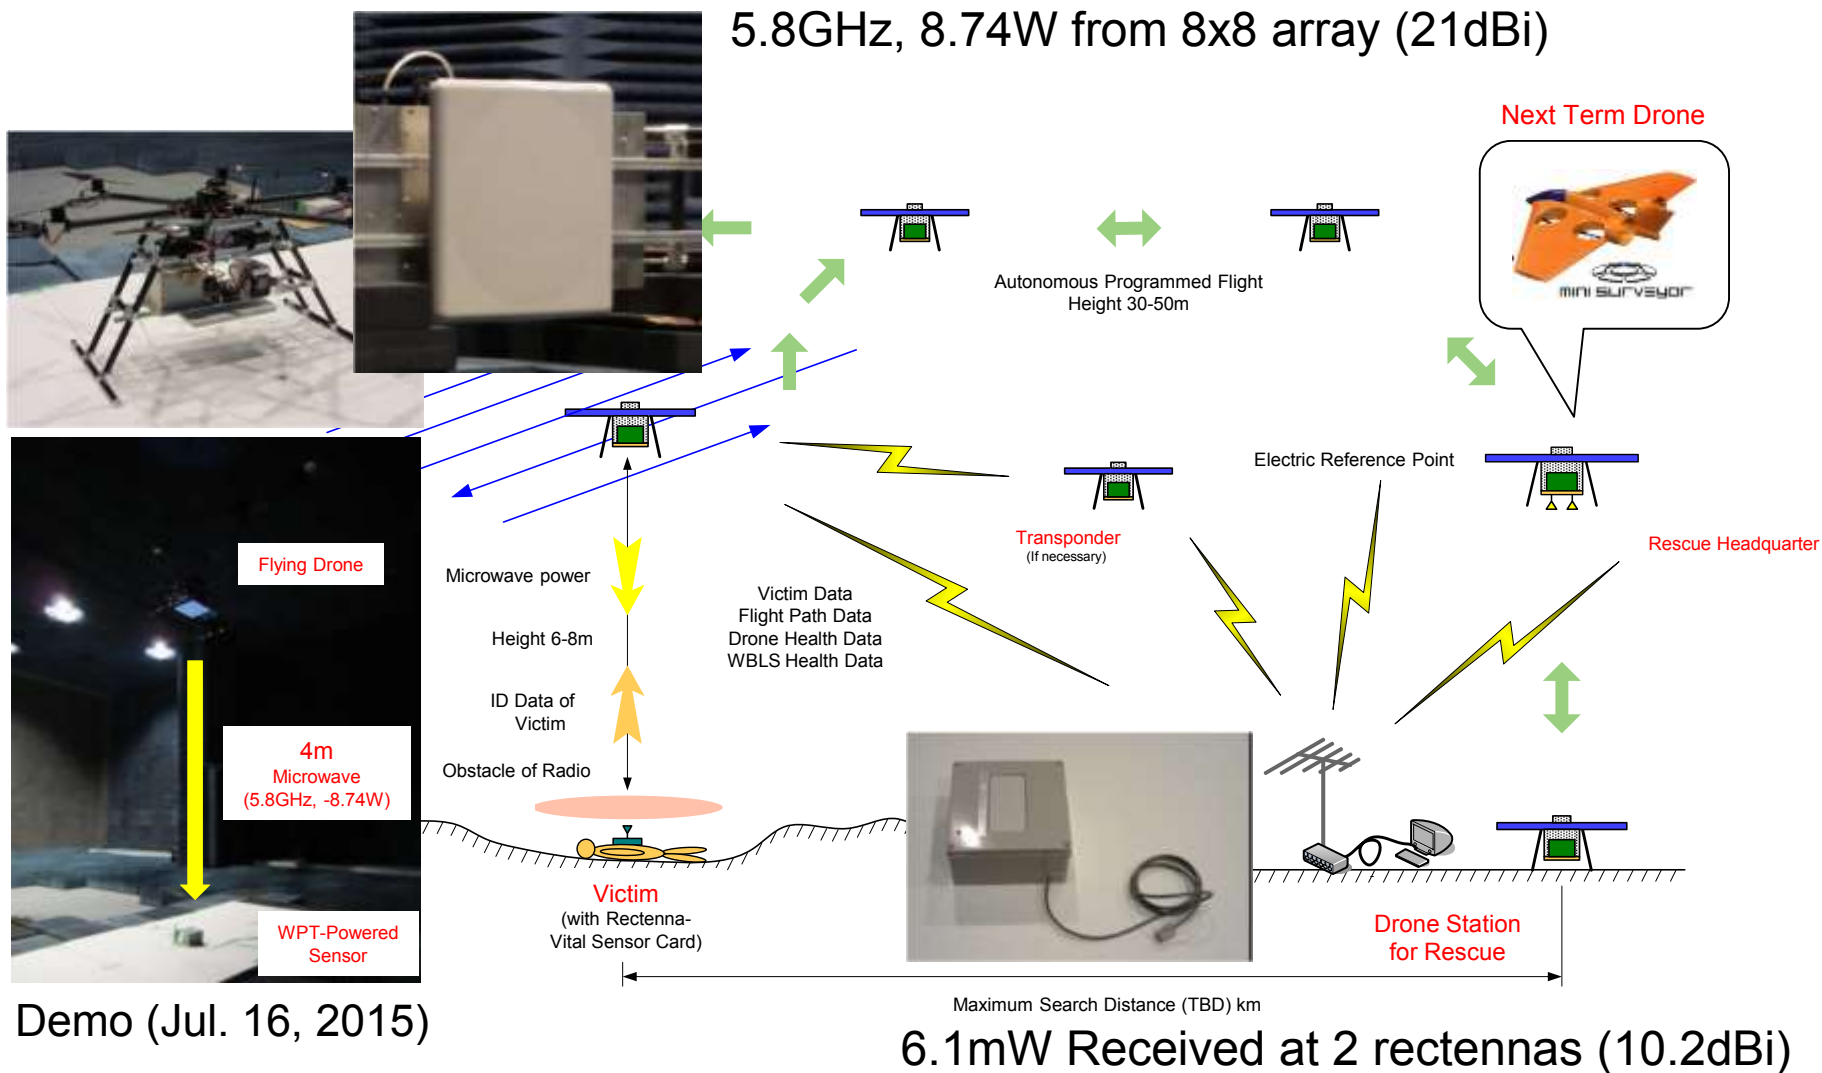 5.8GHz, 8.74W from 8x8 array (21dBi)
Next Term Drone
mini surveyor
Autonomous Programmed Flight
Height 30-50m
Electric Reference Point
Transponder
(If necessary)
Rescue Headquarter
Flying Drone
Microwave power
Height 6-8m
Victim Data
Flight Path Data
Drone Health Data
WBLS Health Data
ID Data of
Victim
Obstacle of Radio
4m
Microwave
(5.8GHz, -8.74W)
WPT-Powered
Sensor
Victim
(with Rectenna-
Vital Sensor Card)
Drone Station
for Rescue
Maximum Search Distance (TBD) km
Demo (Jul. 16, 2015)
6.1mW Received at 2 rectennas (10.2dBi)